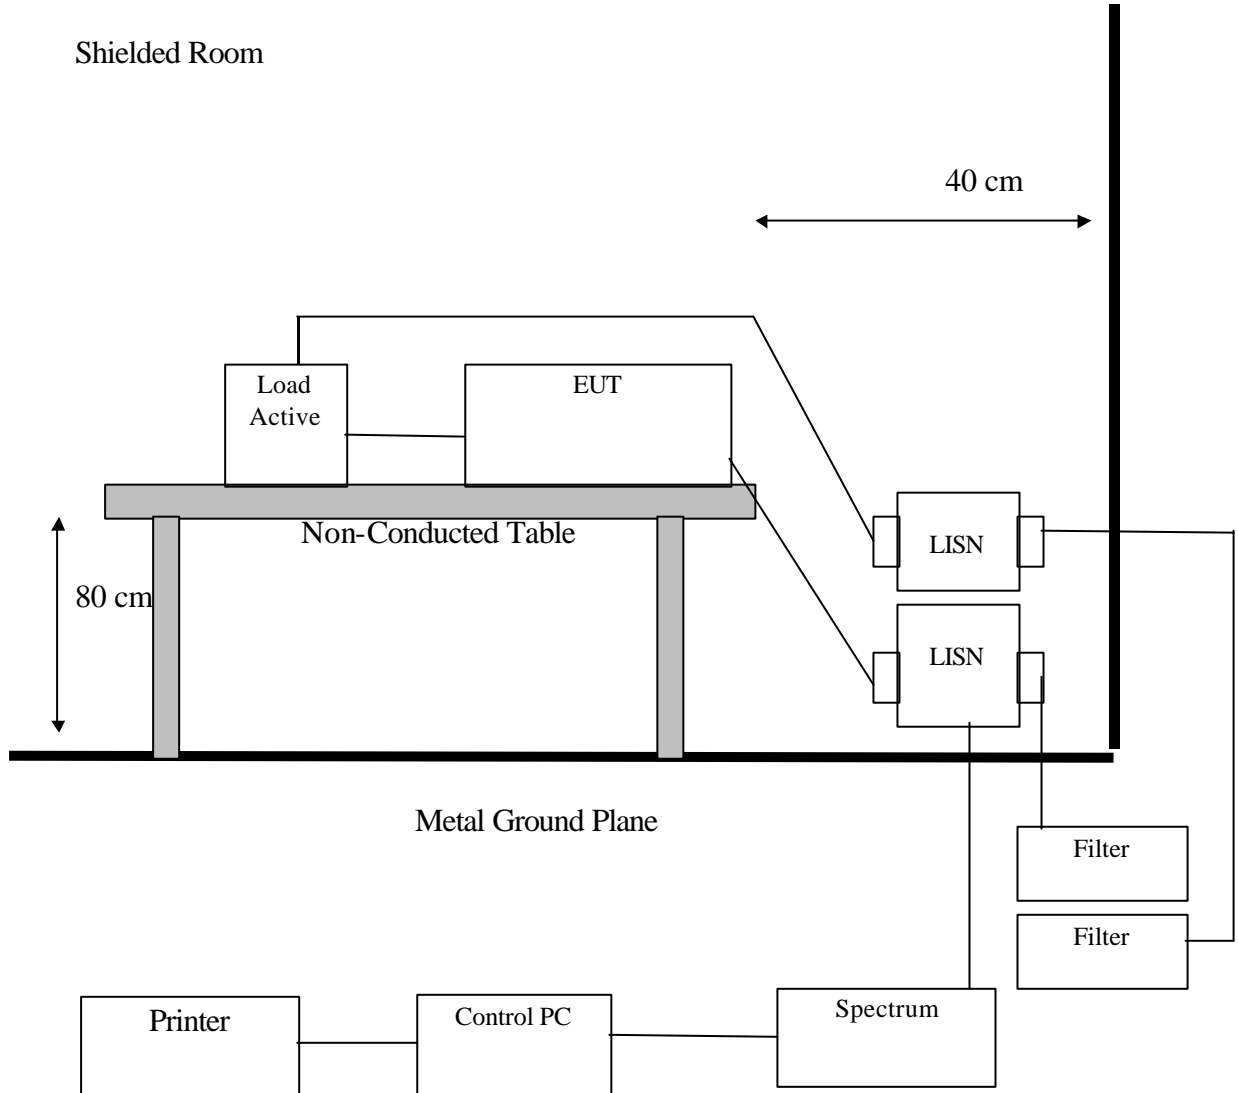 Shielded Room
40 cm
Load
Active
EUT
Non-Conducted Table
LISN
80 cm
LISN
Metal Ground Plane
Filter
Filter
Printer
Control PC
Spectrum